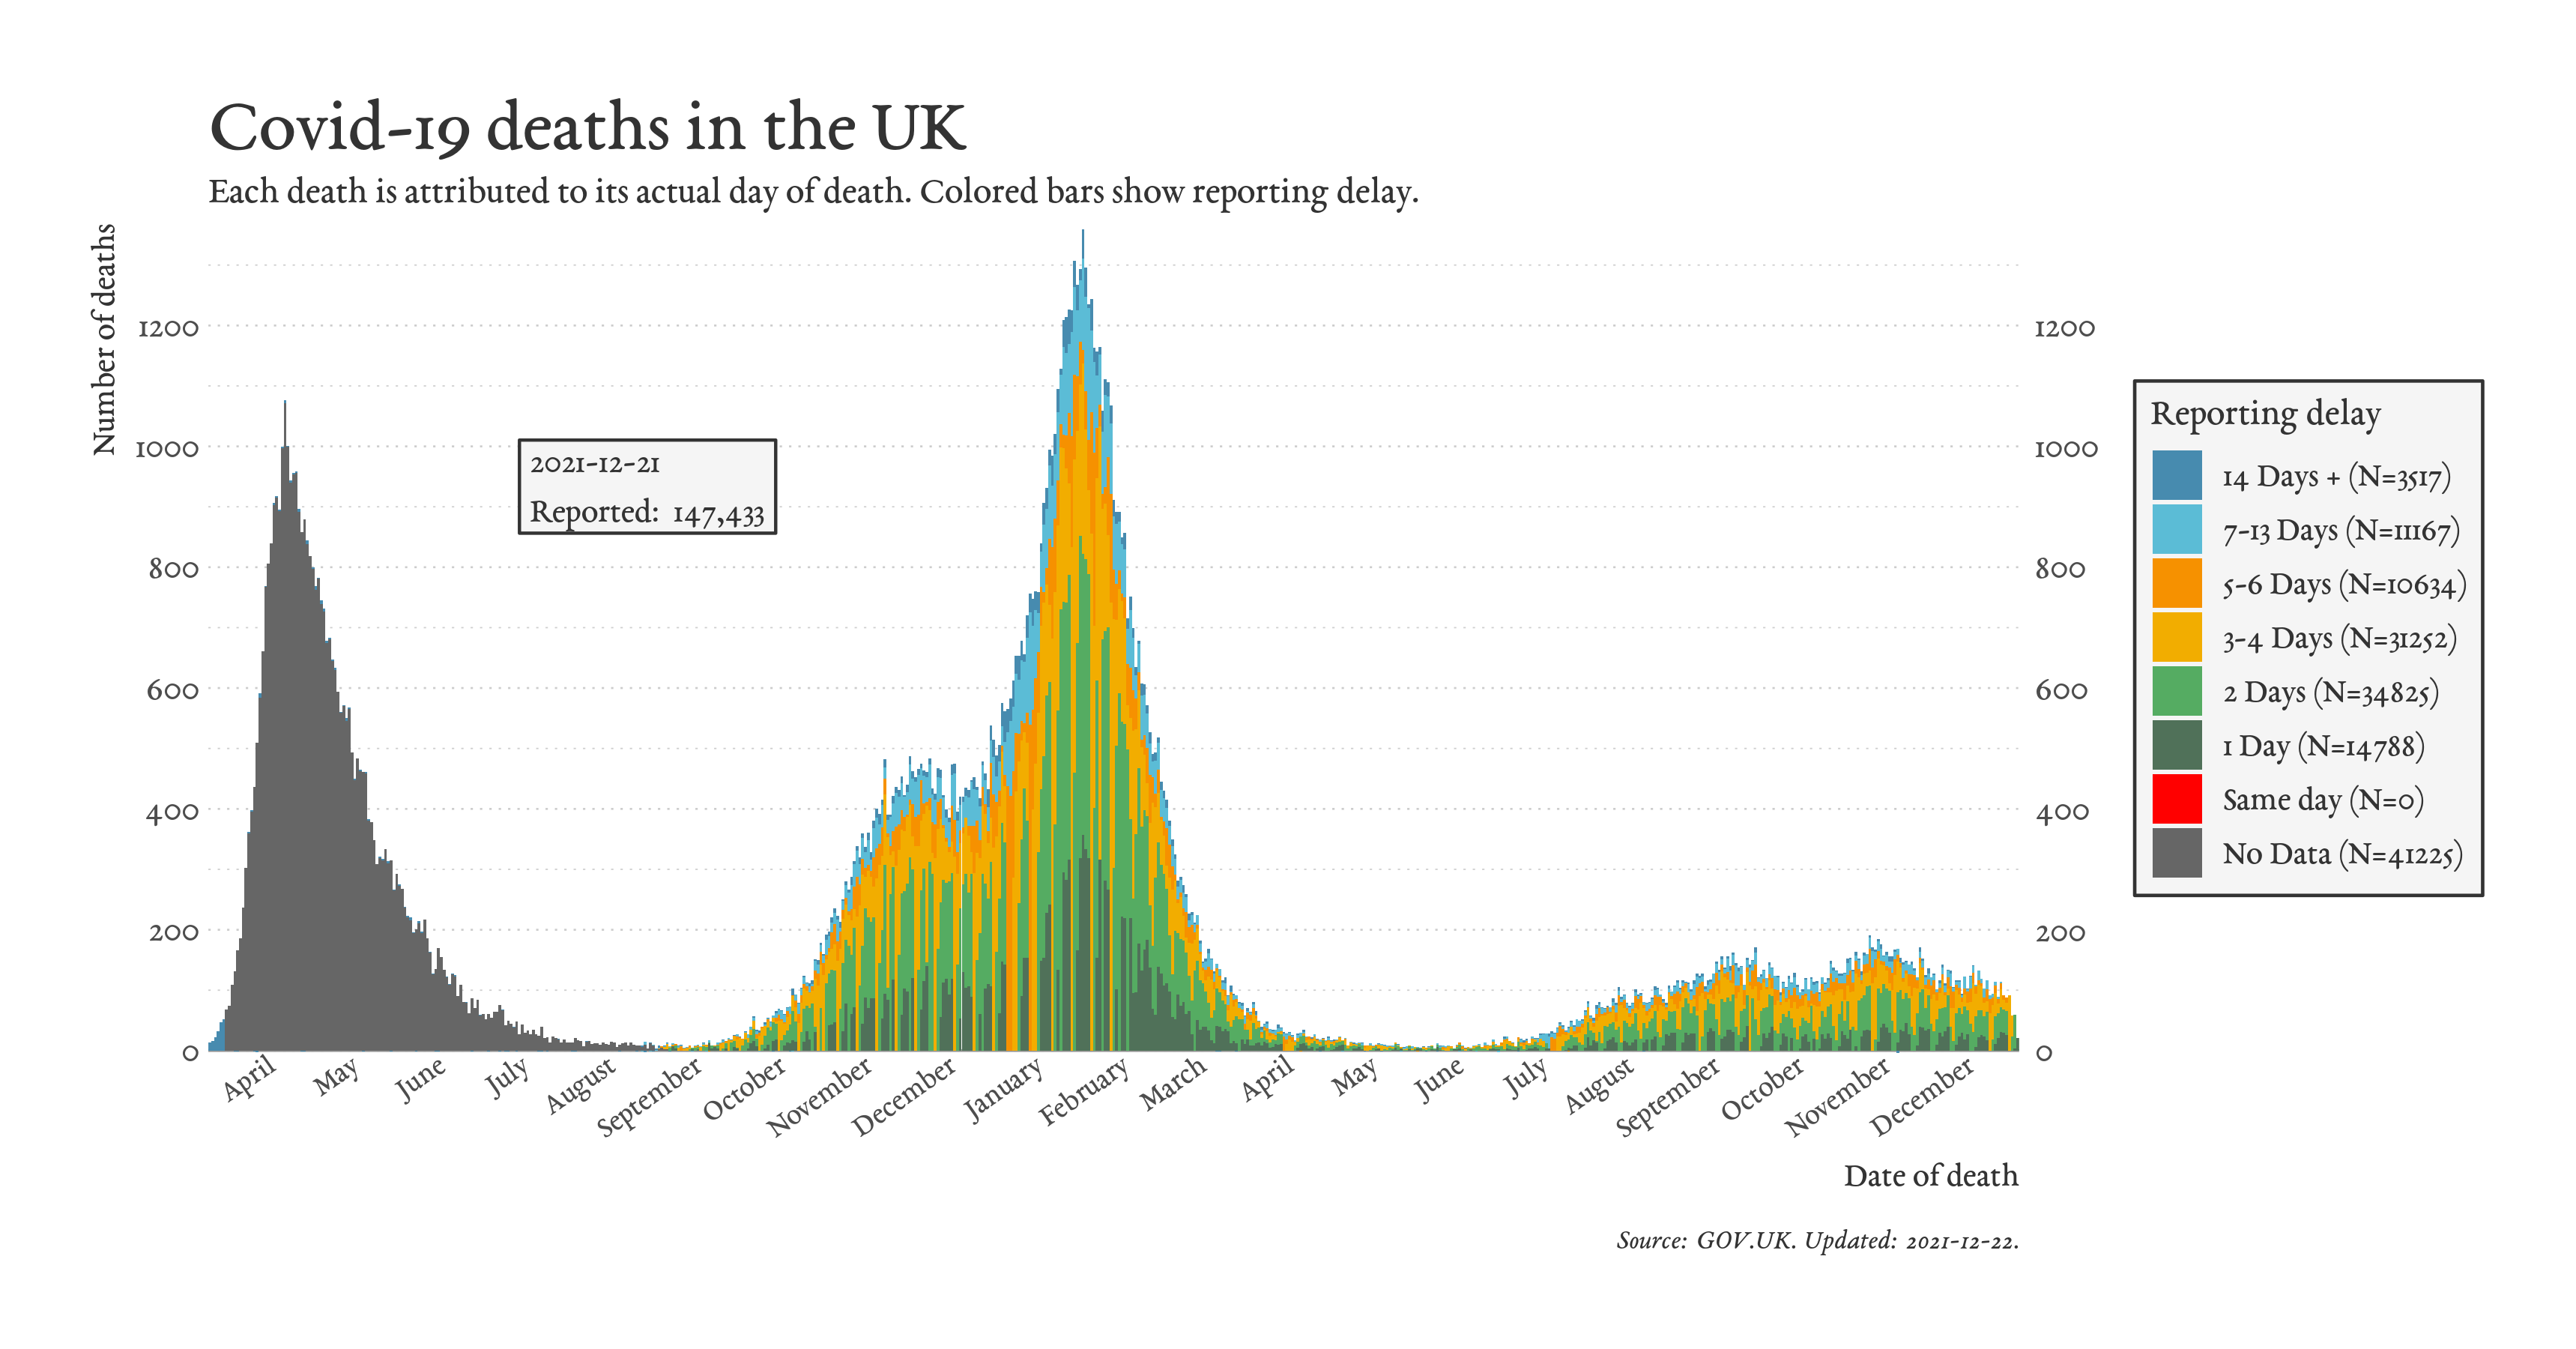 Covid-19 deaths in the UK
Each death is attributed to its actual day of death. Colored bars show reporting delay.
Number of deaths
1200
1000
800
600
400
200
0
2021-12-21
Reported: 147,433
1200
1000
800
600
400
200
0
Reporting delay
14 Days + (N=3517)
7-13 Days (N=11167)
5-6 Days (N=10634)
3-4 Days (N=31252)
2 Days (N=34825)
1 Day (N=14788)
Same day (N=0)
No Data (N=41225)
April
May
June
July
August
September
October
November
December
January
February
March
April
May
June
July
August
September
October
November
December
Date of death
Source: GOV.UK. Updated: 2021-12-22.